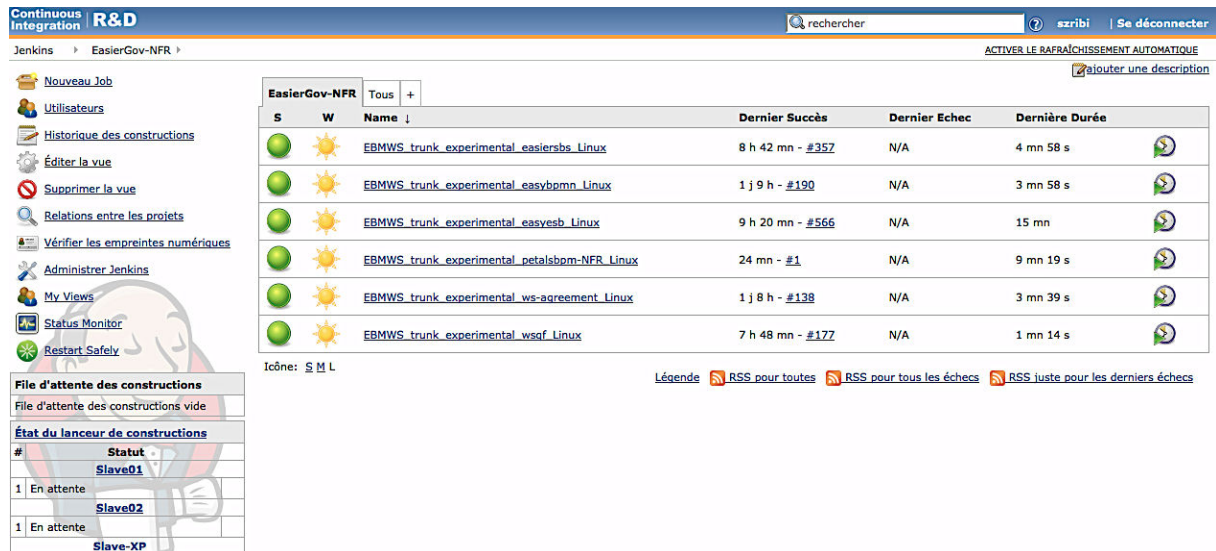 Continuous
Integration R&D
rechercher
szribi | Se déconnecter
Jenkins EasierGov-NFR
ACTIVER LE RAFRAÎCHISSEMENT AUTOMATIQUE
ajouter une description
Nouveau Job
Utilisateurs
Historique des constructions
Éditer la vue
Supprimer la vue
Relations entre les projets
Vérifier les empreintes numériques
Administrer Jenkins
My Views
Status Monitor
Restart Safely
File d'attente des constructions
File d'attente des constructions vide
État du lanceur de constructions
# Statut
Slave01
1 En attente
Slave02
1 En attente
Slave-XP
EasierGov-NFR Tous +
S W Name ↓ Dernier Succès Dernier Echec Dernière Durée
EBMWS_trunk_experimental_easiersbs_Linux 8 h 42 mn - #357 N/A 4 mn 58 s
EBMWS_trunk_experimental_easybpmn_Linux 1 j 9 h - #190 N/A 3 mn 58 s
EBMWS_trunk_experimental_easyesb_Linux 9 h 20 mn - #566 N/A 15 mn
EBMWS_trunk_experimental_petalsbpm-NFR_Linux 24 mn - #1 N/A 9 mn 19 s
EBMWS_trunk_experimental_ws-agreement_Linux 1 j 8 h - #138 N/A 3 mn 39 s
EBMWS_trunk_experimental_wsqf_Linux 7 h 48 mn - #177 N/A 1 mn 14 s
Icône: S M L
Légende RSS pour toutes RSS pour tous les échecs RSS juste pour les derniers échecs